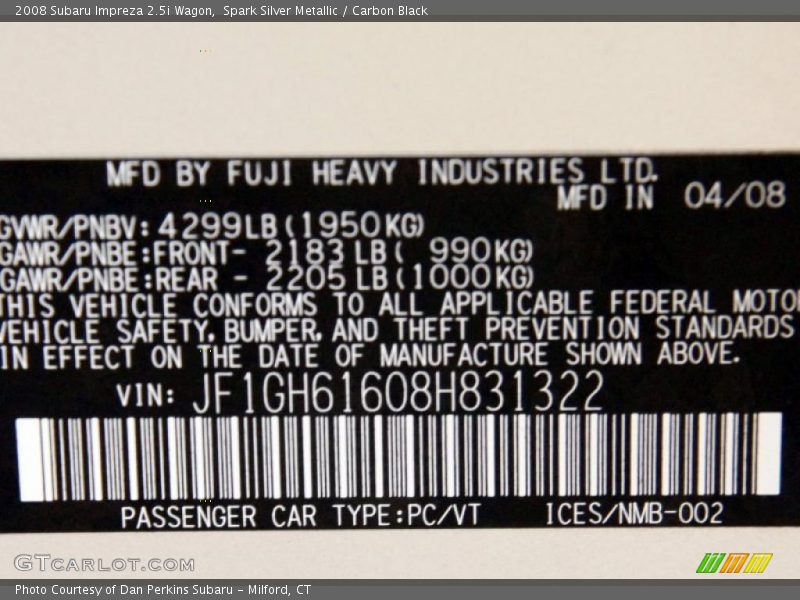 2008 Subaru Impreza 2.5i Wagon,  Spark Silver Metallic / Carbon Black
MFD BY FUJI HEAVY INDUSTRIES LTD.
MFD IN 04/08
GVWR/PNBV: 4299LB (1950KG)
GAWR/PNBE:FRONT- 2183 LB ( 990KG)
GAWR/PNBE:REAR - 2205 LB (1000KG)
THIS VEHICLE CONFORMS TO ALL APPLICABLE FEDERAL MOTOR
VEHICLE SAFETY, BUMPER, AND THEFT PREVENTION STANDARDS
IN EFFECT ON THE DATE OF MANUFACTURE SHOWN ABOVE.
VIN: JF1GH61608H831322
PASSENGER CAR TYPE:PC/VT ICES/NMB-002
GTCARLOT.COM
Photo Courtesy of Dan Perkins Subaru - Milford, CT